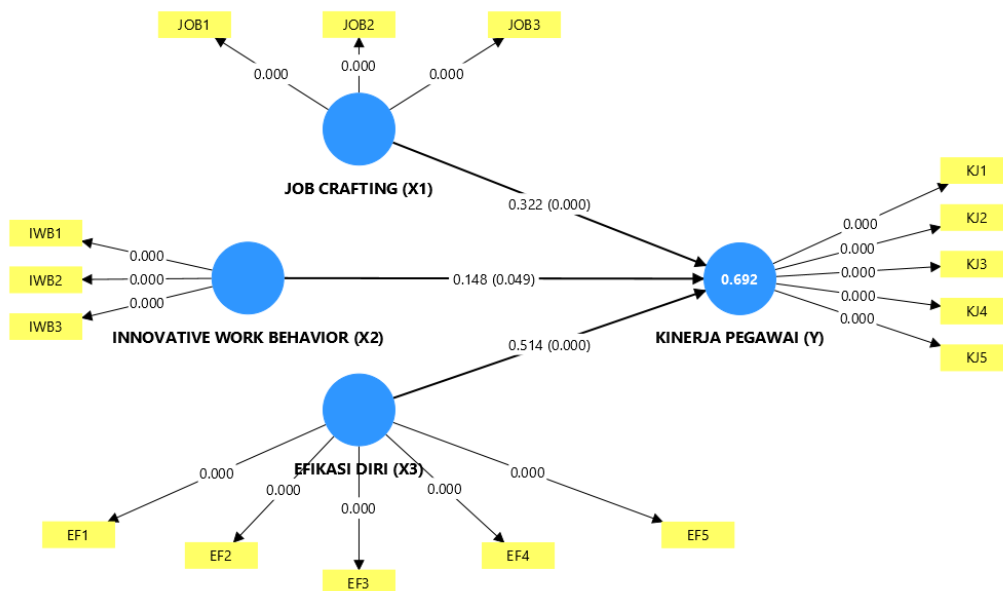 JOB1
JOB2
JOB3
0.000
0.000
0.000
JOB CRAFTING (X1)
0.322 (0.000)
IWB1
IWB2
IWB3
0.000
0.000
0.000
INNOVATIVE WORK BEHAVIOR (X2)
0.148 (0.049)
0.692
KINERJA PEGAWAI (Y)
KJ1
KJ2
KJ3
KJ4
KJ5
0.000
0.000
0.000
0.000
0.000
0.514 (0.000)
EFIKASI DIRI (X3)
0.000
0.000
0.000
0.000
0.000
EF1
EF2
EF3
EF4
EF5